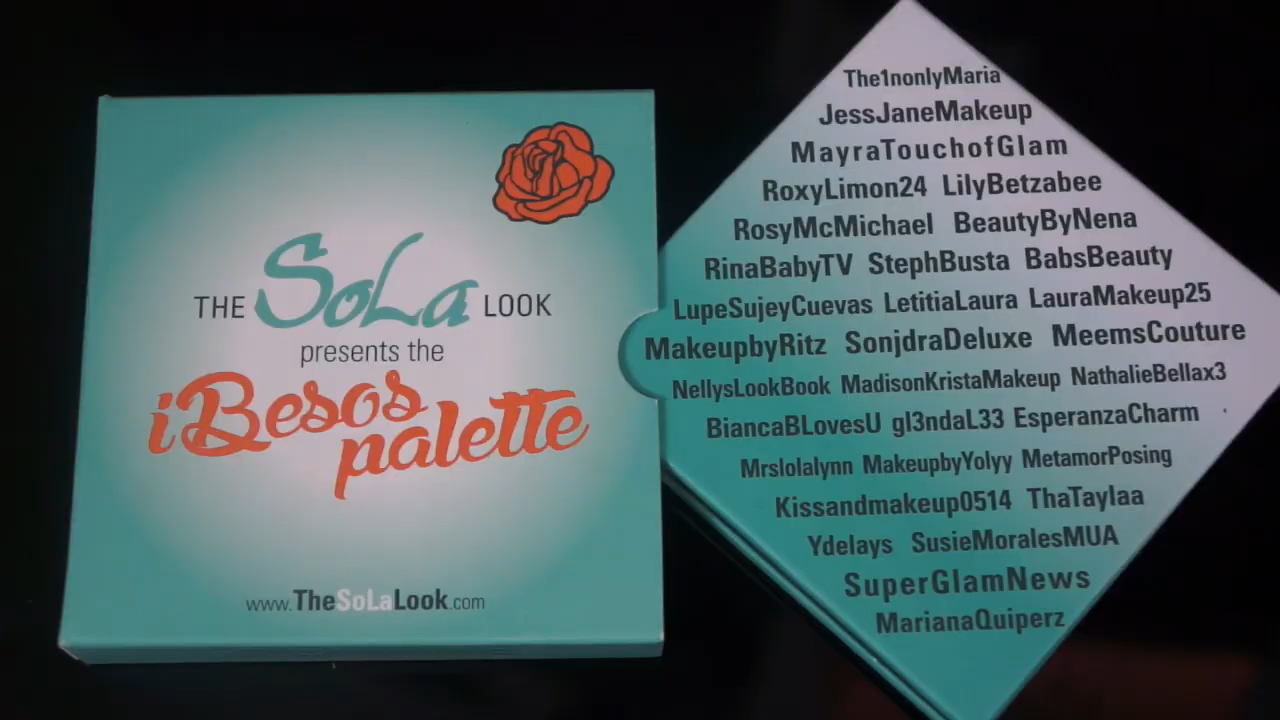 THE SoLa LOOK
presents the
iBesos
palette
www.TheSoLaLook.com
The1nonlyMaria
JessJaneMakeup
MayraTouchofGlam
RoxyLimon24 LilyBetzabee
RosyMcMichael BeautyByNena
RinaBabyTV StephBusta BabsBeauty
LupeSujeyCuevas LetitiaLaura LauraMakeup25
MakeupbyRitz SonjdraDeluxe MeemsCouture
NellysLookBook MadisonKristaMakeup NathalieBellax3
BiancaBLovesU gl3ndaL33 EsperanzaCharm
Mrslolalynn MakeupbyYolyy MetamorPosing
Kissandmakeup0514 ThaTaylaa
Ydelays SusieMoralesMUA
SuperGlamNews
MarianaQuiperz